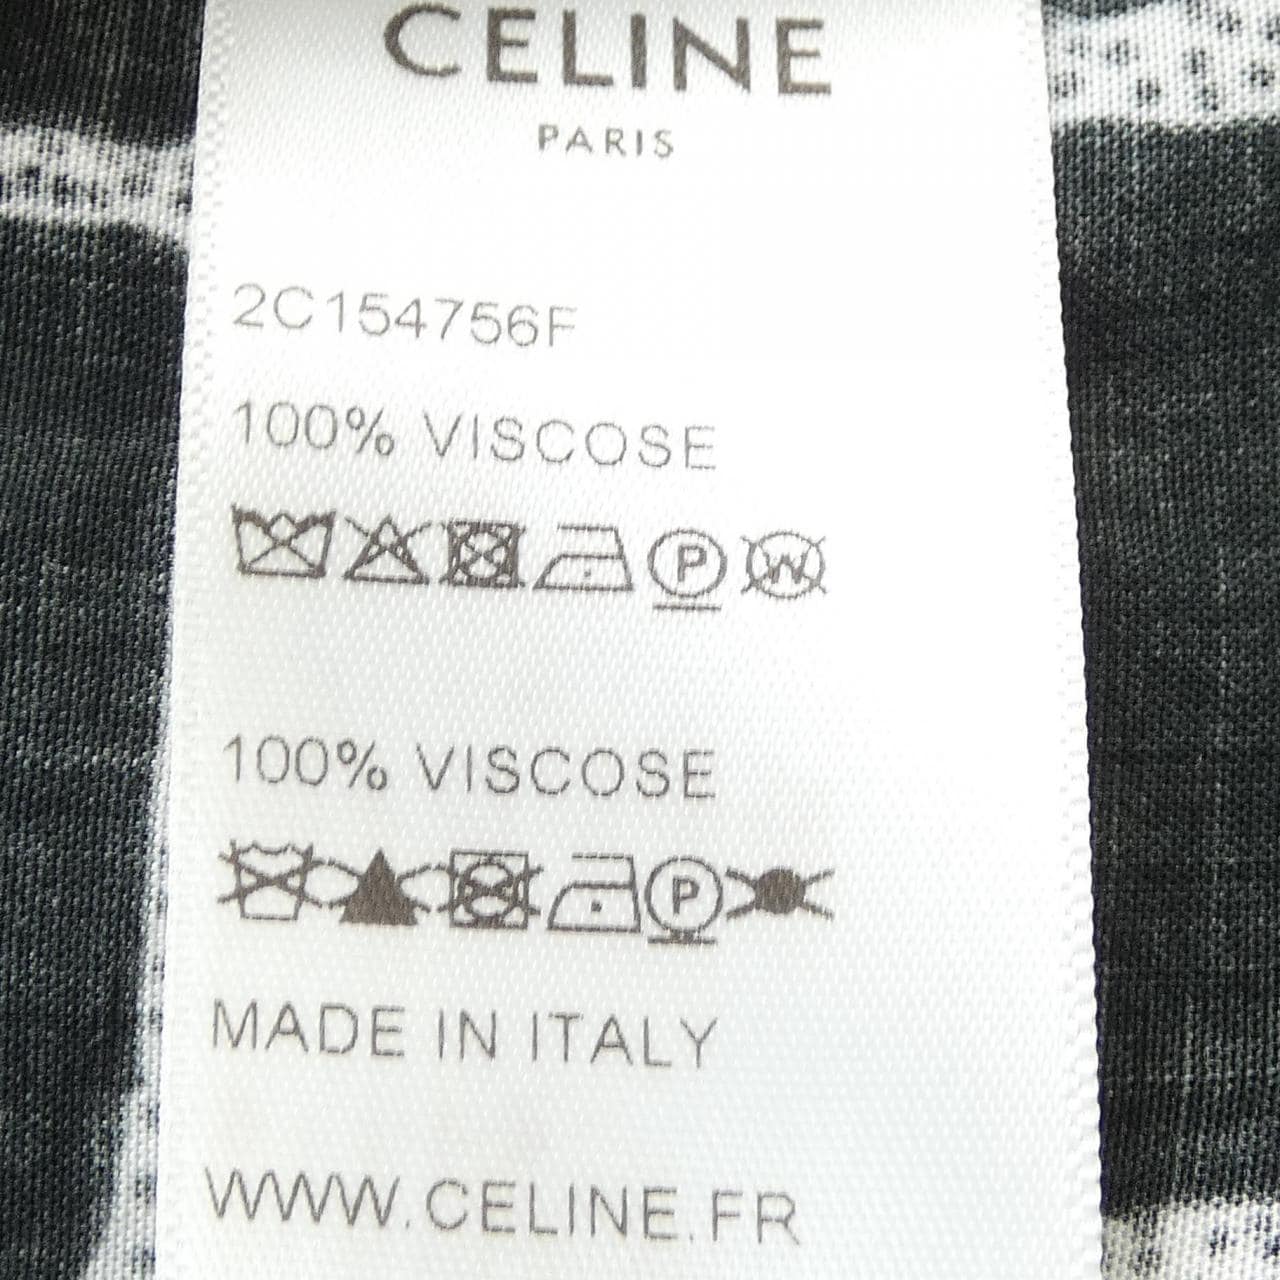 CELINE
PARIS
2C154756F
100% VISCOSE
P W
100% VISCOSE
P
MADE IN ITALY
WWW.CELINE.FR